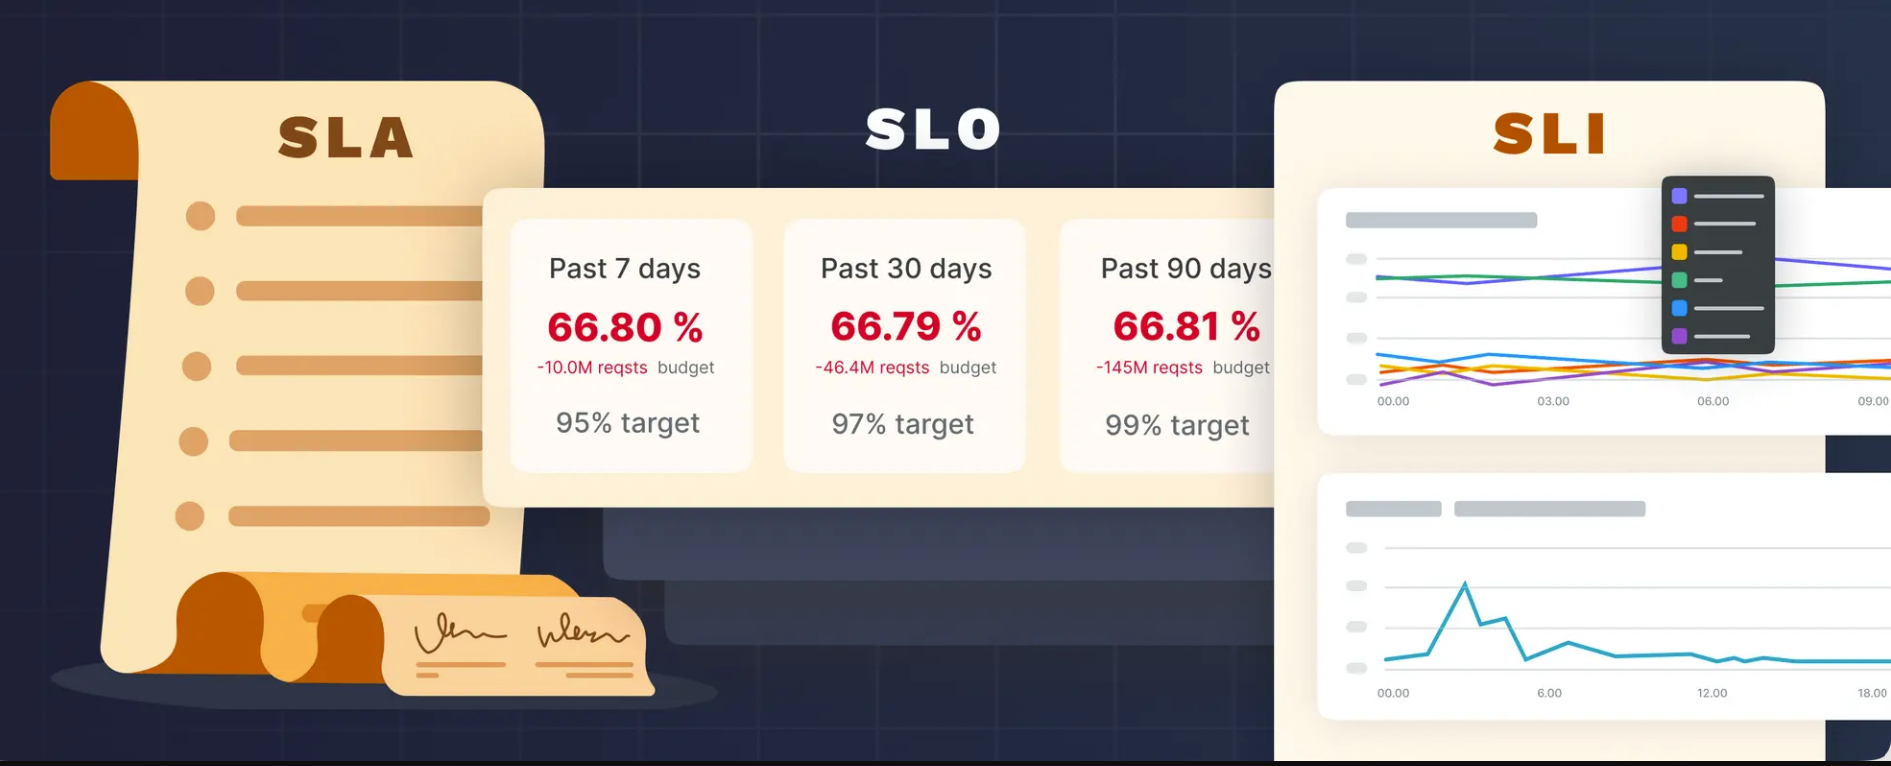 SLA
SLO
Past 7 days
66.80 %
-10.0M reqsts budget
95% target
Past 30 days
66.79 %
-46.4M reqsts budget
97% target
Past 90 days
66.81 %
-145M reqsts budget
99% target
SLI
00.00 03.00 06.00 09.00
00.00 6.00 12.00 18.00